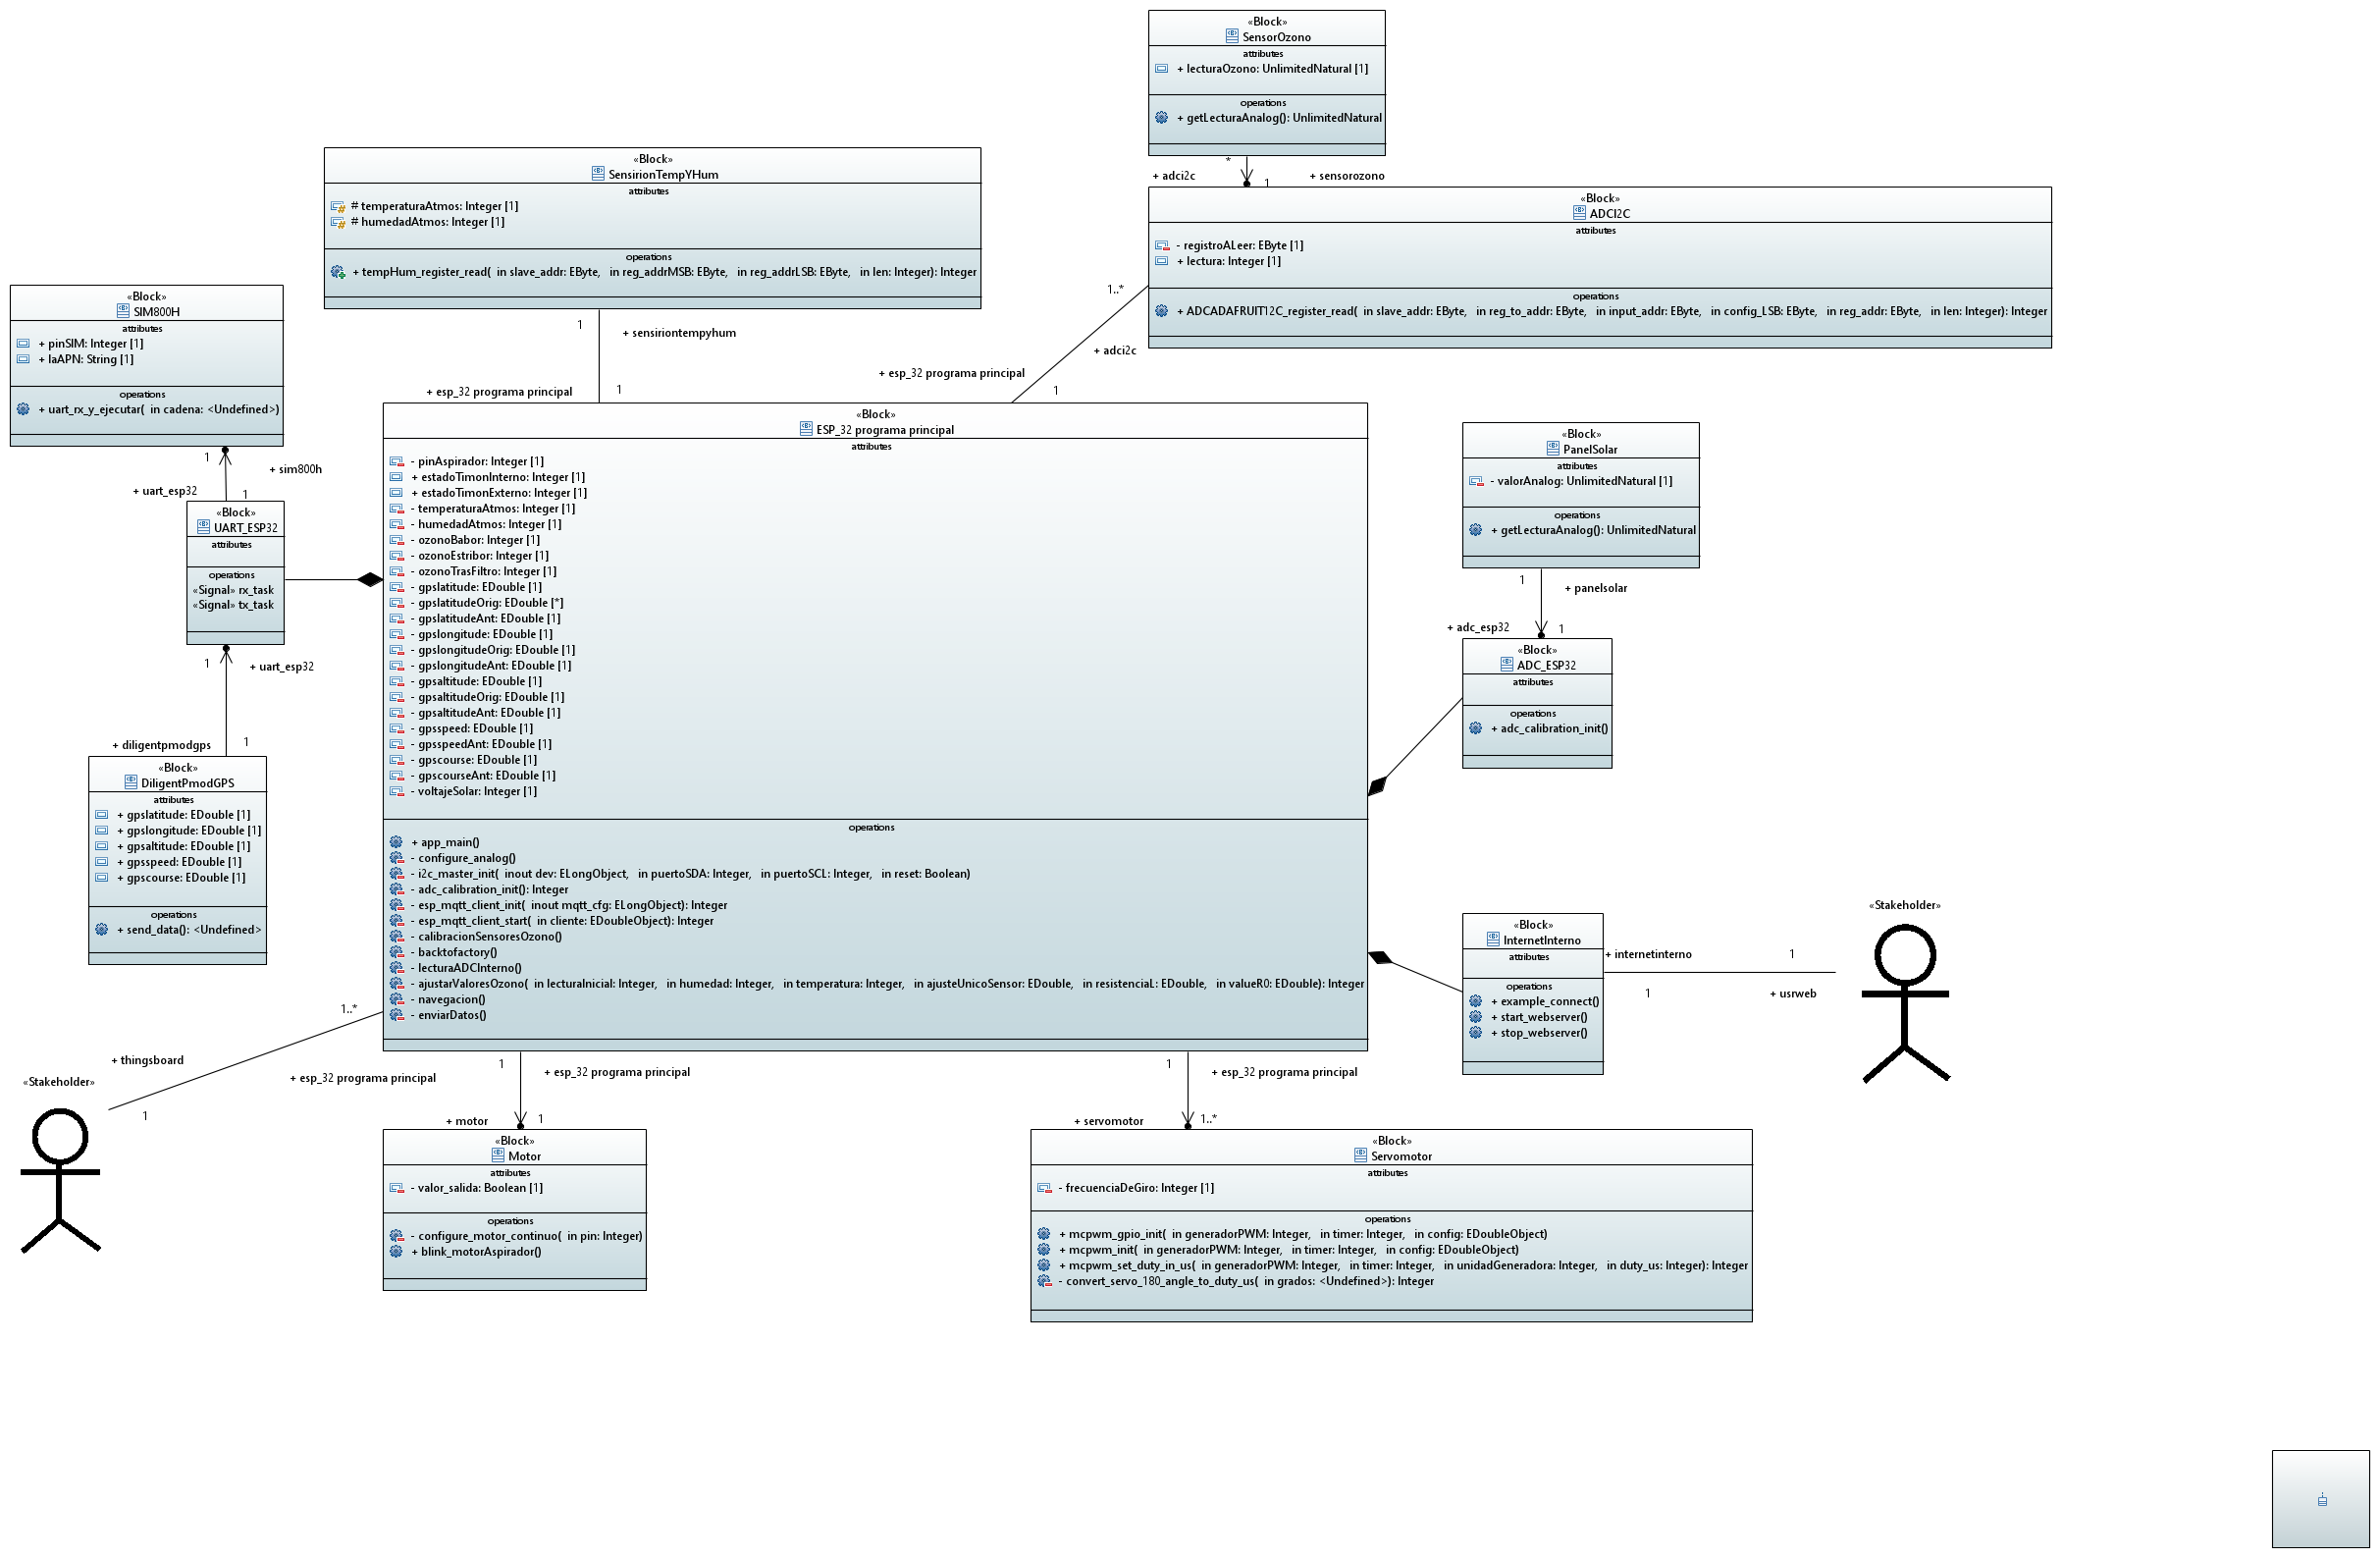 «Block»
SensorOzono
attributes
+ lecturaOzono: UnlimitedNatural [1]
operations
+ getLecturaAnalog(): UnlimitedNatural
*
1
+ adci2c
+ sensorozono
«Block»
SensirionTempYHum
attributes
# temperaturaAtmos: Integer [1]
# humedadAtmos: Integer [1]
operations
+ tempHum_register_read( in slave_addr: EByte, in reg_addrMSB: EByte, in reg_addrLSB: EByte, in len: Integer): Integer
1
+ sensiriontempyhum
+ esp_32 programa principal
1
«Block»
ADCI2C
attributes
- registroALeer: EByte [1]
+ lectura: Integer [1]
operations
+ ADCADAFRUIT12C_register_read( in slave_addr: EByte, in reg_to_addr: EByte, in input_addr: EByte, in config_LSB: EByte, in reg_addr: EByte, in len: Integer): Integer
1..*
+ adci2c
+ esp_32 programa principal
1
«Block»
SIM800H
attributes
+ pinSIM: Integer [1]
+ laAPN: String [1]
operations
+ uart_rx_y_ejecutar( in cadena: <Undefined>)
1
+ sim800h
+ uart_esp32
1
«Block»
UART_ESP32
attributes
operations
«Signal» rx_task
«Signal» tx_task
1
+ uart_esp32
+ diligentpmodgps
1
«Block»
DiligentPmodGPS
attributes
+ gpslatitude: EDouble [1]
+ gpslongitude: EDouble [1]
+ gpsaltitude: EDouble [1]
+ gpsspeed: EDouble [1]
+ gpscourse: EDouble [1]
operations
+ send_data(): <Undefined>
«Block»
ESP_32 programa principal
attributes
- pinAspirador: Integer [1]
+ estadoTimonInterno: Integer [1]
+ estadoTimonExterno: Integer [1]
- temperaturaAtmos: Integer [1]
- humedadAtmos: Integer [1]
- ozonoBabor: Integer [1]
- ozonoEstribor: Integer [1]
- ozonoTrasFiltro: Integer [1]
- gpslatitude: EDouble [1]
- gpslatitudeOrig: EDouble [*]
- gpslatitudeAnt: EDouble [1]
- gpslongitude: EDouble [1]
- gpslongitudeOrig: EDouble [1]
- gpslongitudeAnt: EDouble [1]
- gpsaltitude: EDouble [1]
- gpsaltitudeOrig: EDouble [1]
- gpsaltitudeAnt: EDouble [1]
- gpsspeed: EDouble [1]
- gpsspeedAnt: EDouble [1]
- gpscourse: EDouble [1]
- gpscourseAnt: EDouble [1]
- voltajeSolar: Integer [1]
operations
+ app_main()
- configure_analog()
- i2c_master_init( inout dev: ELongObject, in puertoSDA: Integer, in puertoSCL: Integer, in reset: Boolean)
- adc_calibration_init(): Integer
- esp_mqtt_client_init( inout mqtt_cfg: ELongObject): Integer
- esp_mqtt_client_start( in cliente: EDoubleObject): Integer
- calibracionSensoresOzono()
- backtofactory()
- lecturaADCInterno()
- ajustarValoresOzono( in lecturaInicial: Integer, in humedad: Integer, in temperatura: Integer, in ajusteUnicoSensor: EDouble, in resistenciaL: EDouble, in valueR0: EDouble): Integer
- navegacion()
- enviarDatos()
«Block»
PanelSolar
attributes
- valorAnalog: UnlimitedNatural [1]
operations
+ getLecturaAnalog(): UnlimitedNatural
1
+ panelsolar
+ adc_esp32
1
«Block»
ADC_ESP32
attributes
operations
+ adc_calibration_init()
«Block»
InternetInterno
attributes
operations
+ example_connect()
+ start_webserver()
+ stop_webserver()
+ internetinterno
1
1
+ usrweb
«Stakeholder»
1..*
+ thingsboard
+ esp_32 programa principal
«Stakeholder»
1
1
+ esp_32 programa principal
+ motor
1
1
+ esp_32 programa principal
+ servomotor
1..*
«Block»
Motor
attributes
- valor_salida: Boolean [1]
operations
- configure_motor_continuo( in pin: Integer)
+ blink_motorAspirador()
«Block»
Servomotor
attributes
- frecuenciaDeGiro: Integer [1]
operations
+ mcpwm_gpio_init( in generadorPWM: Integer, in timer: Integer, in config: EDoubleObject)
+ mcpwm_init( in generadorPWM: Integer, in timer: Integer, in config: EDoubleObject)
+ mcpwm_set_duty_in_us( in generadorPWM: Integer, in timer: Integer, in unidadGeneradora: Integer, in duty_us: Integer): Integer
- convert_servo_180_angle_to_duty_us( in grados: <Undefined>): Integer